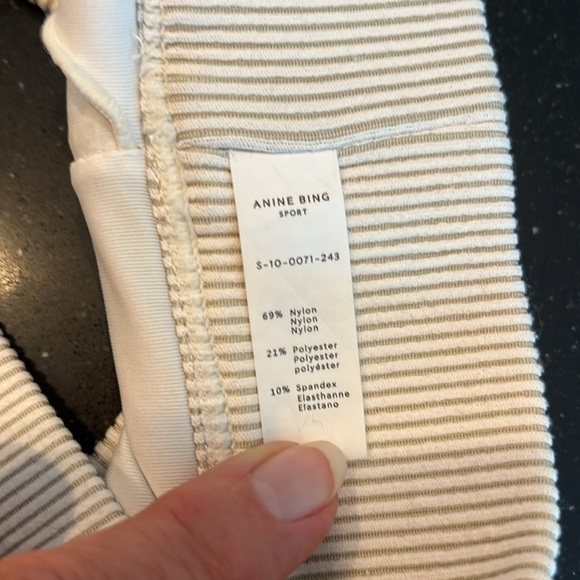 ANINE BING
SPORT
S-10-0071-243
69% Nylon
Nylon
Nylon
21% Polyester
Polyester
polyéster
10% Spandex
Elasthanne
Elastano